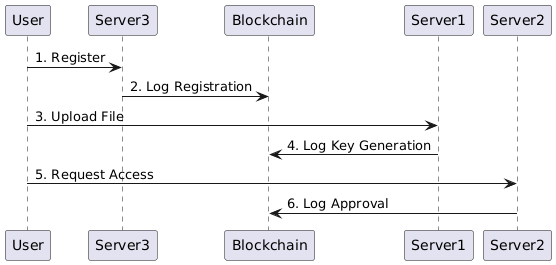 User Server3 Blockchain Server1 Server2
1. Register
2. Log Registration
3. Upload File
4. Log Key Generation
5. Request Access
6. Log Approval
User Server3 Blockchain Server1 Server2